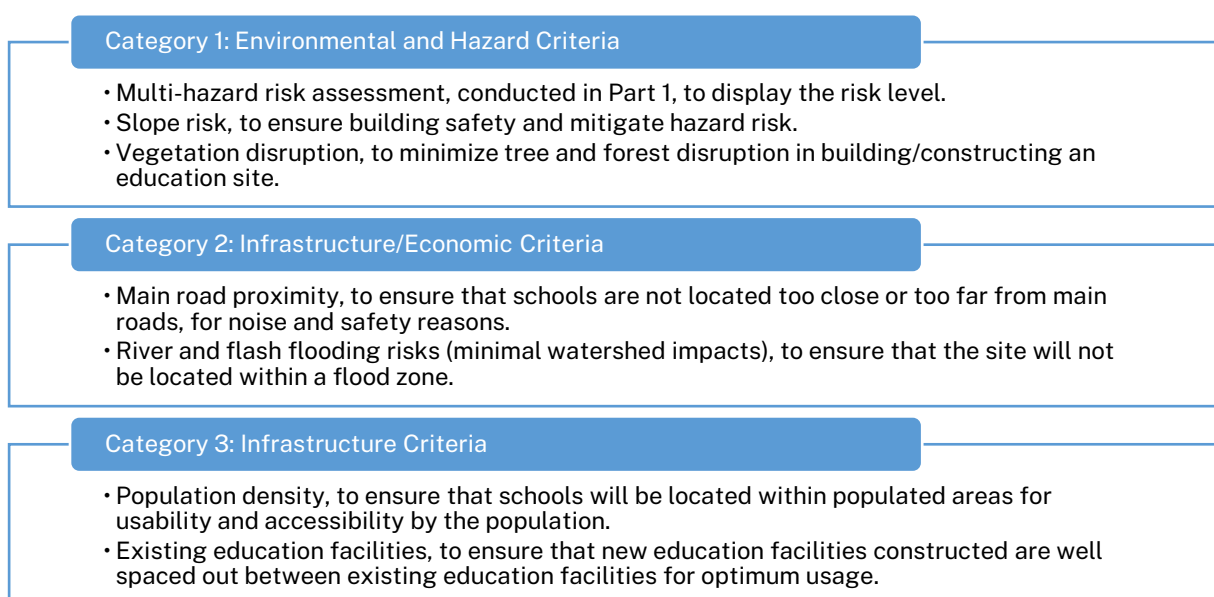 Category 1: Environmental and Hazard Criteria
• Multi-hazard risk assessment, conducted in Part 1, to display the risk level.
• Slope risk, to ensure building safety and mitigate hazard risk.
• Vegetation disruption, to minimize tree and forest disruption in building/constructing an
education site.
Category 2: Infrastructure/Economic Criteria
• Main road proximity, to ensure that schools are not located too close or too far from main
roads, for noise and safety reasons.
• River and flash flooding risks (minimal watershed impacts), to ensure that the site will not
be located within a flood zone.
Category 3: Infrastructure Criteria
• Population density, to ensure that schools will be located within populated areas for
usability and accessibility by the population.
• Existing education facilities, to ensure that new education facilities constructed are well
spaced out between existing education facilities for optimum usage.